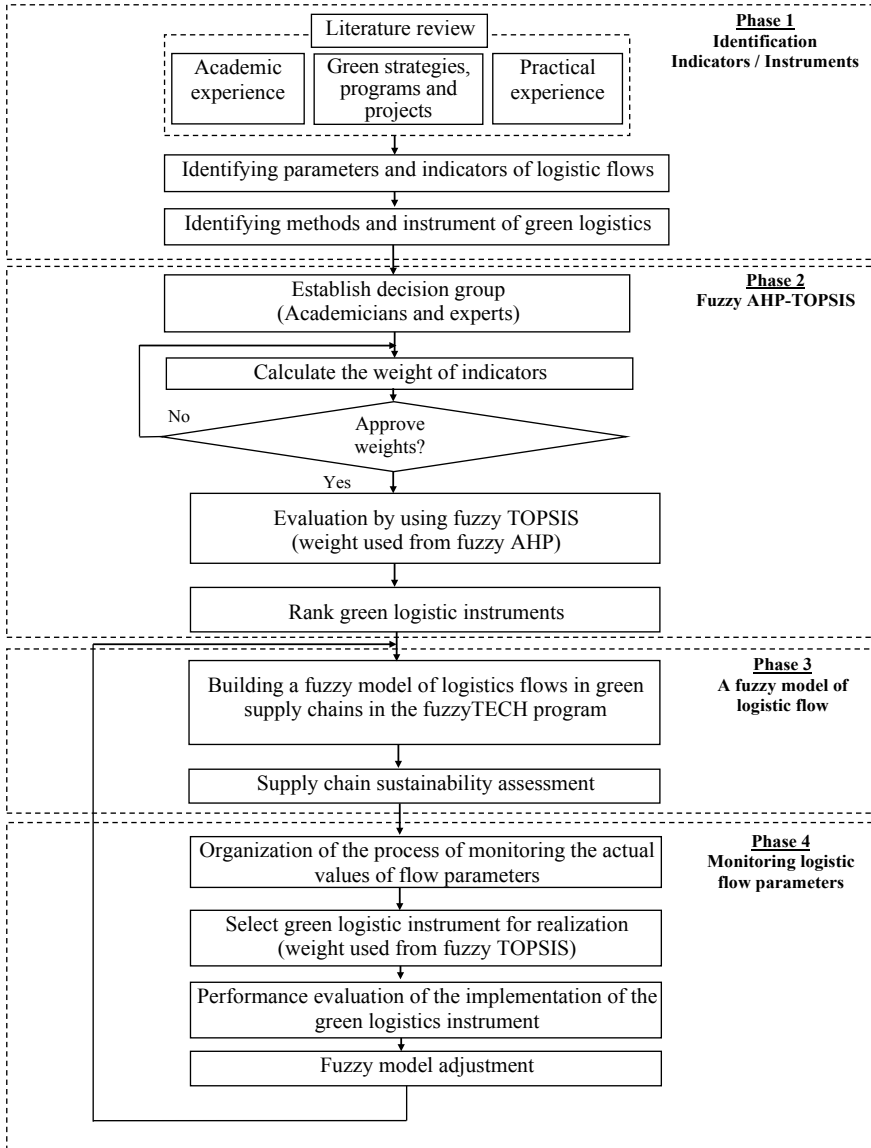 Literature review
Academic
experience
Green strategies,
programs and
projects
Practical
experience
Phase 1
Identification
Indicators / Instruments
Identifying parameters and indicators of logistic flows
Identifying methods and instrument of green logistics
Phase 2
Fuzzy AHP-TOPSIS
Establish decision group
(Academicians and experts)
Calculate the weight of indicators
No
Approve
weights?
Yes
Evaluation by using fuzzy TOPSIS
(weight used from fuzzy AHP)
Rank green logistic instruments
Phase 3
A fuzzy model of
logistic flow
Building a fuzzy model of logistics flows in green
supply chains in the fuzzyTECH program
Supply chain sustainability assessment
Phase 4
Monitoring logistic
flow parameters
Organization of the process of monitoring the actual
values of flow parameters
Select green logistic instrument for realization
(weight used from fuzzy TOPSIS)
Performance evaluation of the implementation of the
green logistics instrument
Fuzzy model adjustment